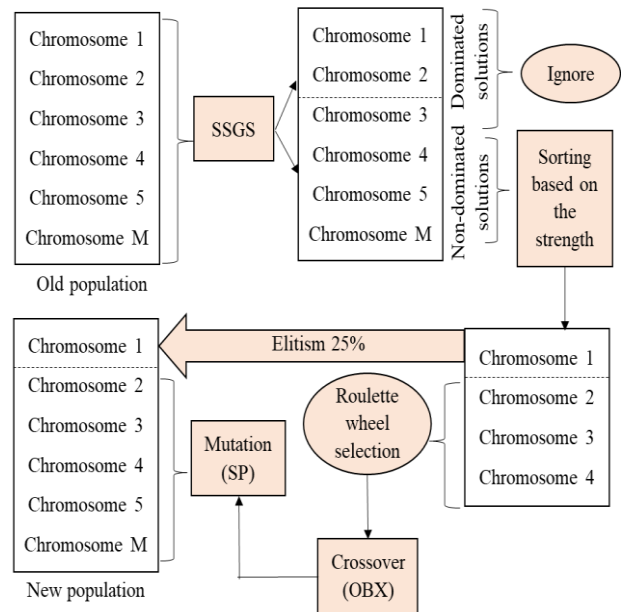 Chromosome 1
Chromosome 2
Chromosome 3
Chromosome 4
Chromosome 5
Chromosome M
Old population
SSGS
Chromosome 1
Chromosome 2
Chromosome 3
Chromosome 4
Chromosome 5
Chromosome M
Dominated
solutions
Non-dominated
solutions
Ignore
Sorting
based on
the
strength
Chromosome 1
Chromosome 2
Chromosome 3
Chromosome 4
Elitism 25%
Roulette
wheel
selection
Crossover
(OBX)
Mutation
(SP)
Chromosome 1
Chromosome 2
Chromosome 3
Chromosome 4
Chromosome 5
Chromosome M
New population